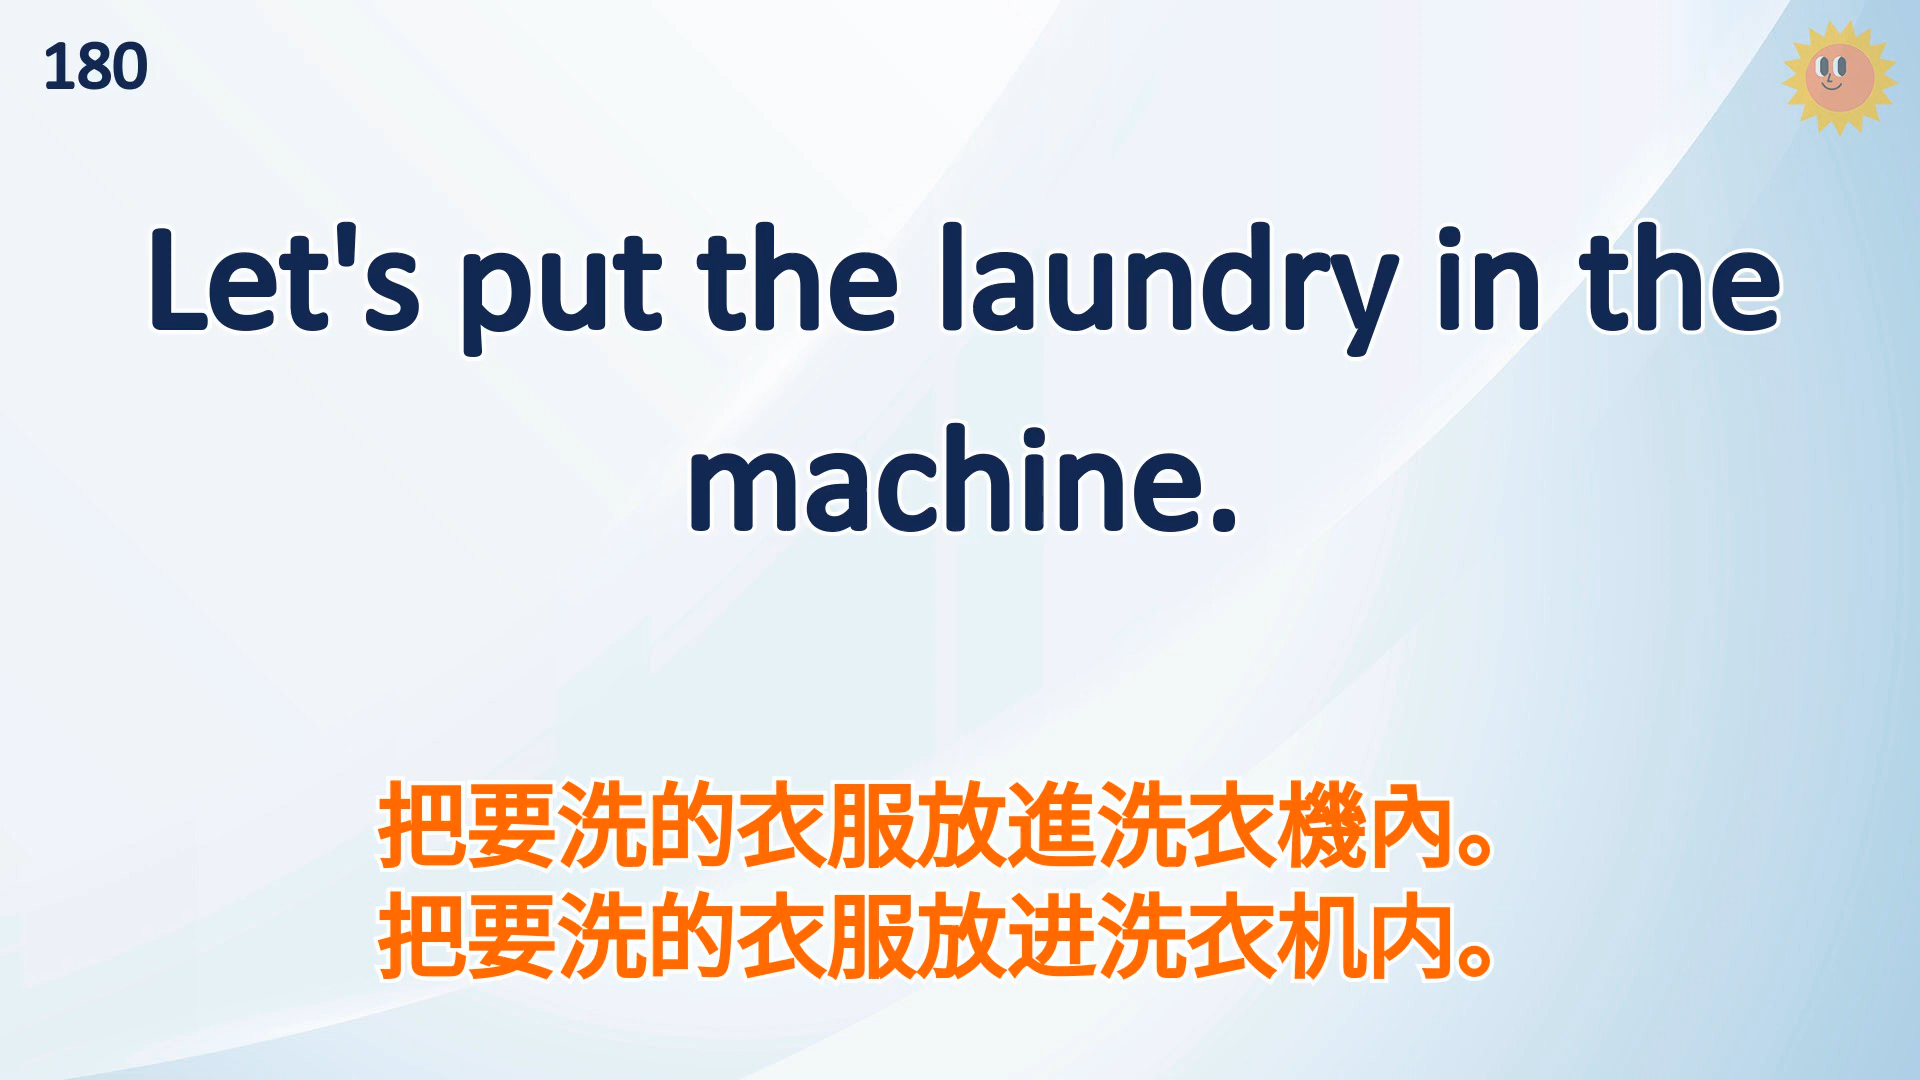 180
Let's put the laundry in the
machine.
把要洗的衣服放進洗衣機內。
把要洗的衣服放进洗衣机内。